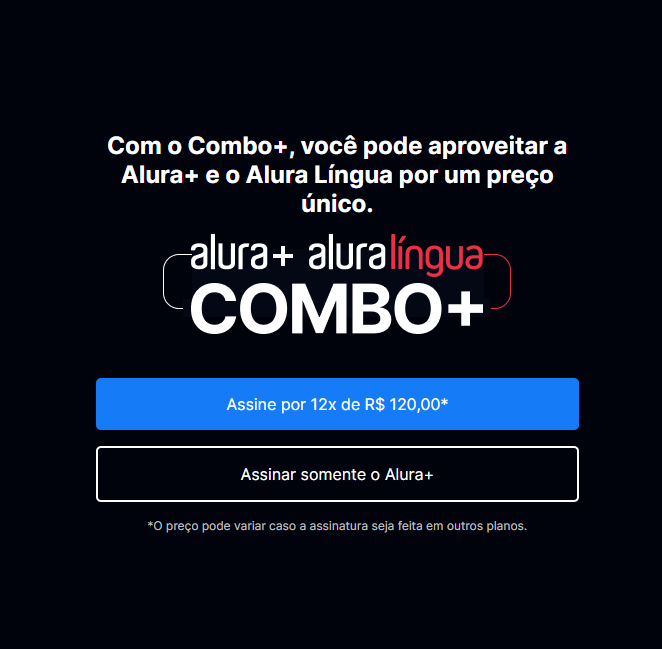 Com o Combo+, você pode aproveitar a
Alura+ e o Alura Língua por um preço
único.
alura+ aluralíngua
COMBO+
Assine por 12x de R$ 120,00*
Assinar somente o Alura+
*O preço pode variar caso a assinatura seja feita em outros planos.